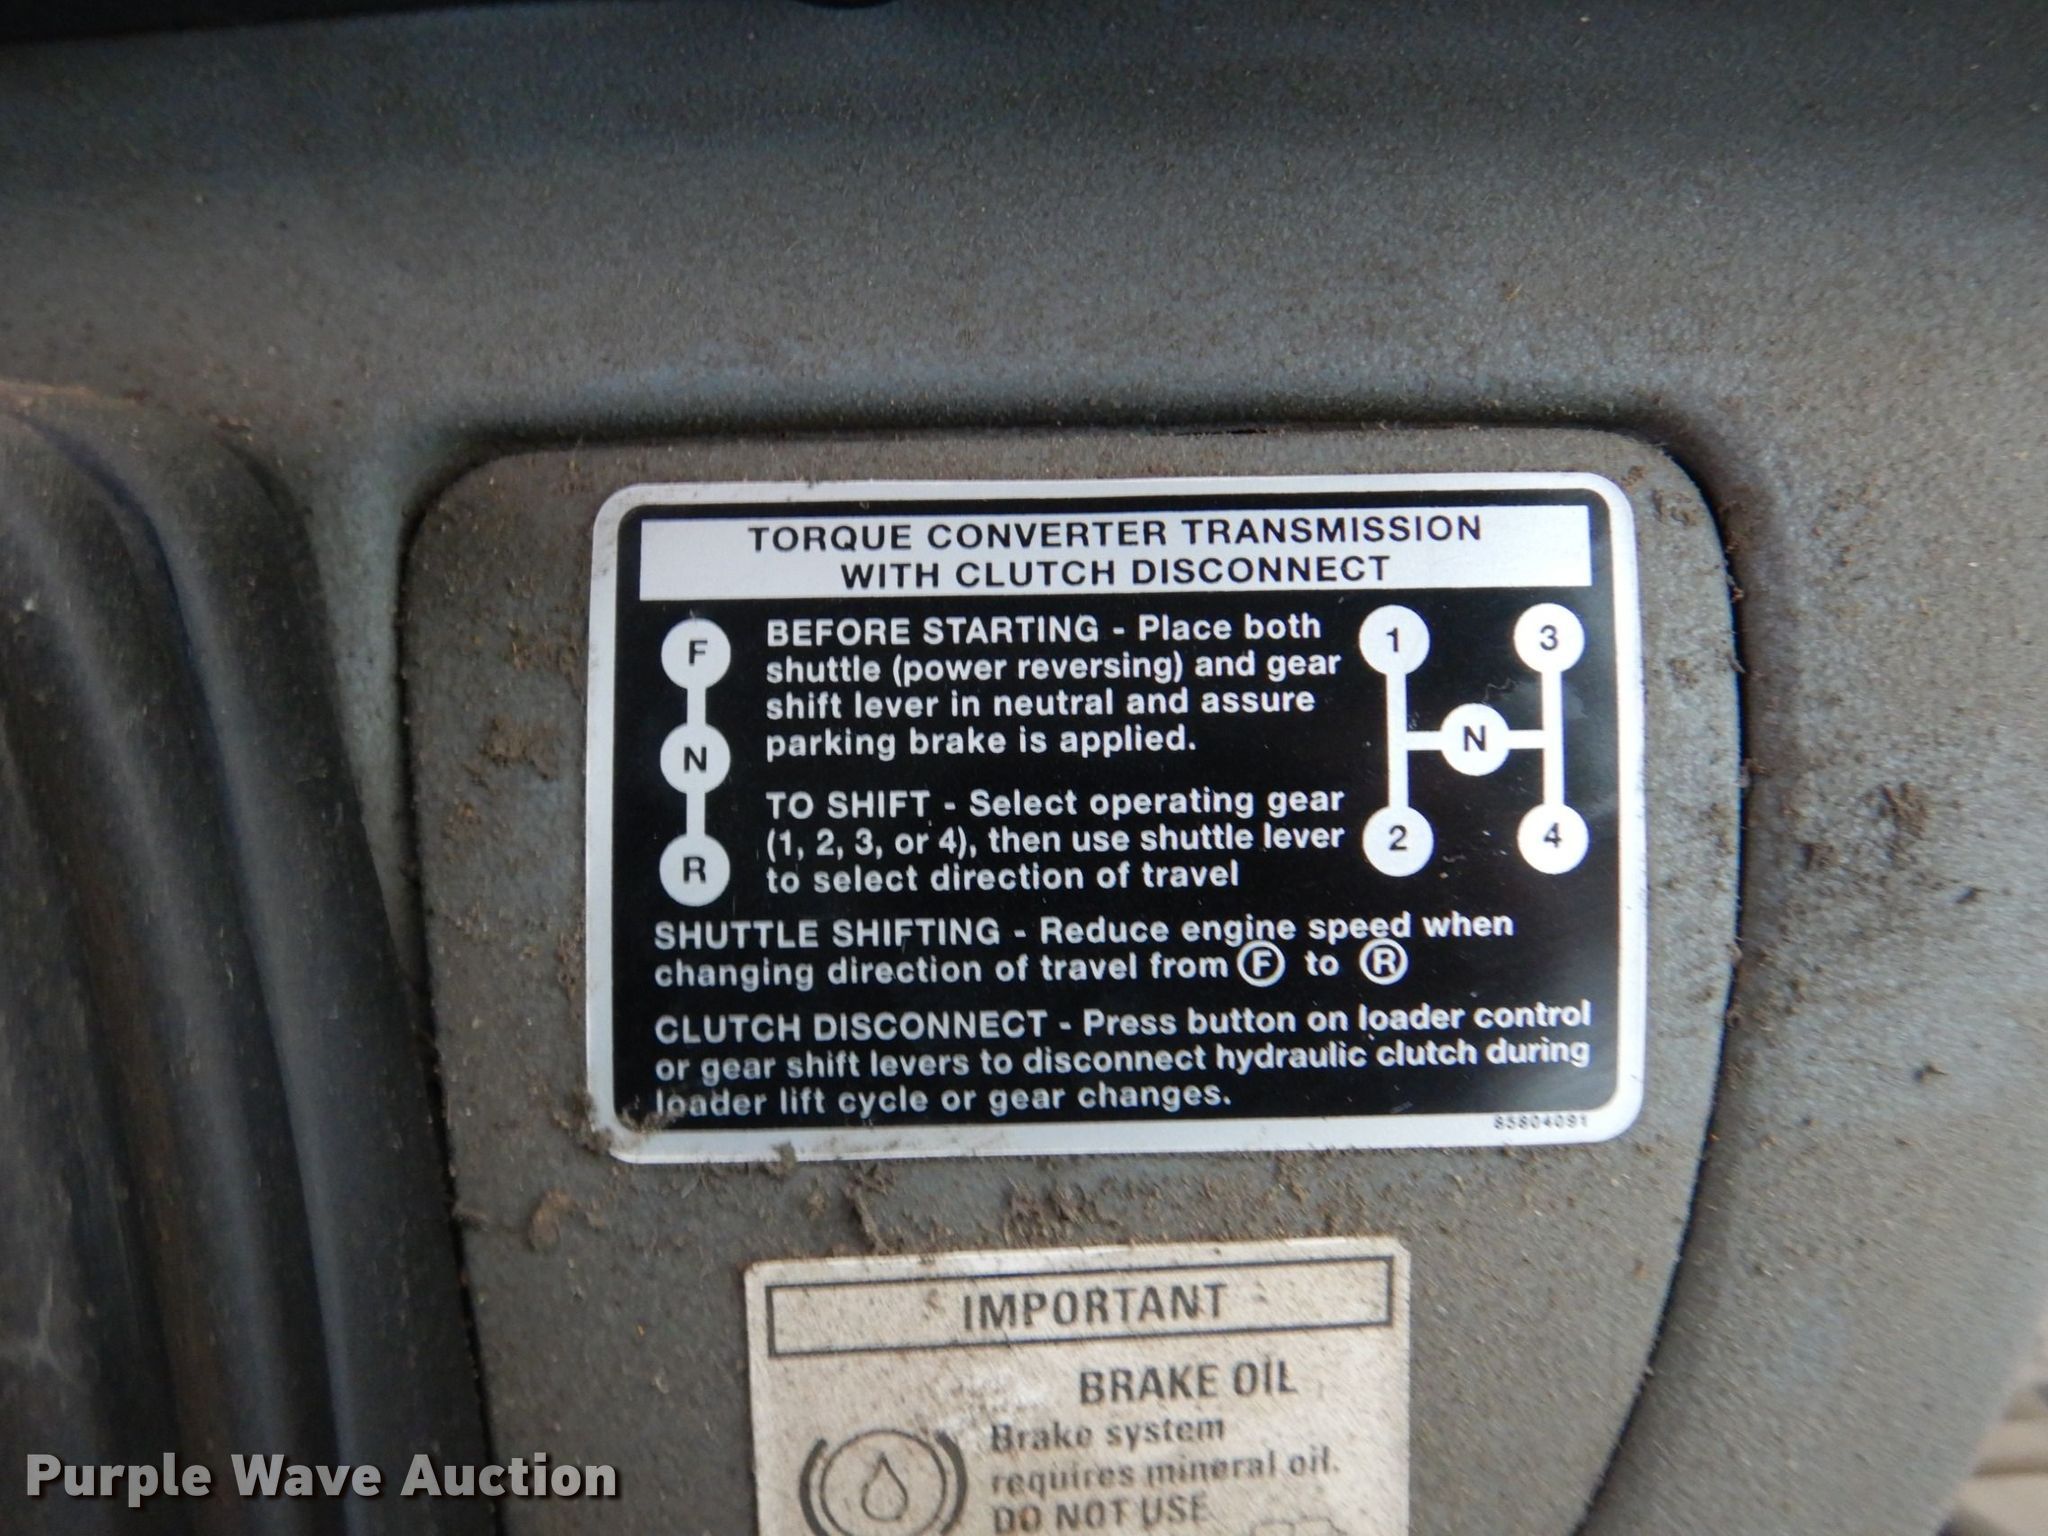 TORQUE CONVERTER TRANSMISSION
WITH CLUTCH DISCONNECT
F
N
R
BEFORE STARTING - Place both
shuttle (power reversing) and gear
shift lever in neutral and assure
parking brake is applied.
TO SHIFT - Select operating gear
(1, 2, 3, or 4), then use shuttle lever
to select direction of travel
1
3
N
2
4
SHUTTLE SHIFTING - Reduce engine speed when
changing direction of travel from F to R
CLUTCH DISCONNECT - Press button on loader control
or gear shift levers to disconnect hydraulic clutch during
loader lift cycle or gear changes.
85804091
IMPORTANT
BRAKE OIL
Brake system
requires mineral oil.
DO NOT USE
Purple Wave Auction